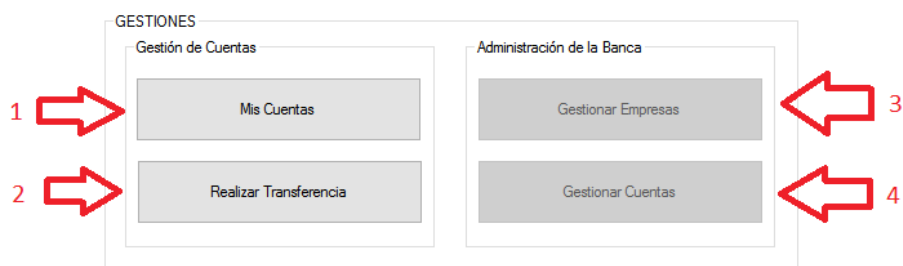 GESTIONES
Gestión de Cuentas
Administración de la Banca
1
Mis Cuentas
Gestionar Empresas
3
2
Realizar Transferencia
Gestionar Cuentas
4